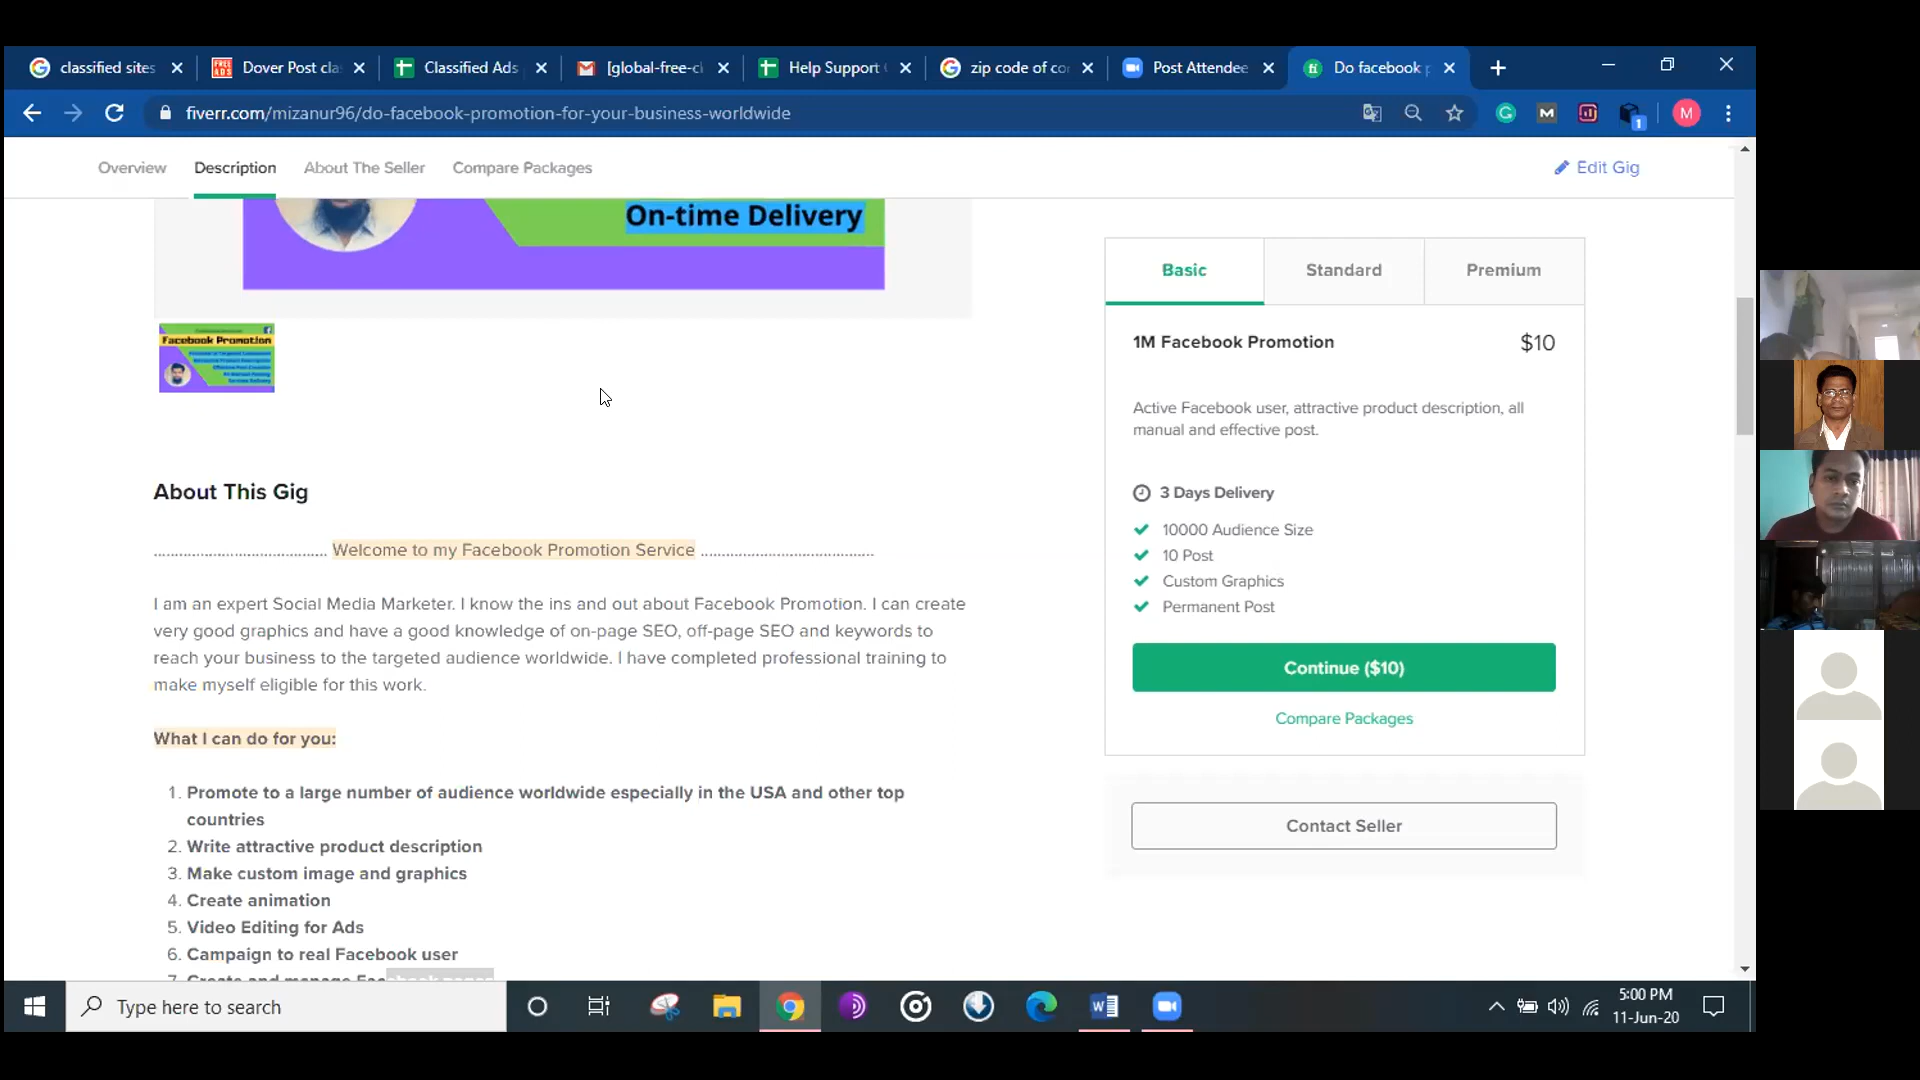 classified sites
Dover Post cla
Classified Ads
[global-free-cl
Help Support
zip code of co
Post Attendee
Do facebook p
fiverr.com/mizanur96/do-facebook-promotion-for-your-business-worldwide
M
1
M
Overview
Description
About The Seller
Compare Packages
Edit Gig
On-time Delivery
Facebook Promotion
Basic
Standard
Premium
1M Facebook Promotion
$10
Active Facebook user, attractive product description, all
manual and effective post.
3 Days Delivery
10000 Audience Size
10 Post
Custom Graphics
Permanent Post
Continue ($10)
Compare Packages
Contact Seller
About This Gig
Welcome to my Facebook Promotion Service
I am an expert Social Media Marketer. I know the ins and out about Facebook Promotion. I can create
very good graphics and have a good knowledge of on-page SEO, off-page SEO and keywords to
reach your business to the targeted audience worldwide. I have completed professional training to
make myself eligible for this work.
What I can do for you:
1. Promote to a large number of audience worldwide especially in the USA and other top
countries
2. Write attractive product description
3. Make custom image and graphics
4. Create animation
5. Video Editing for Ads
6. Campaign to real Facebook user
7. Create and manage Facebook pages
Type here to search
5:00 PM
11-Jun-20